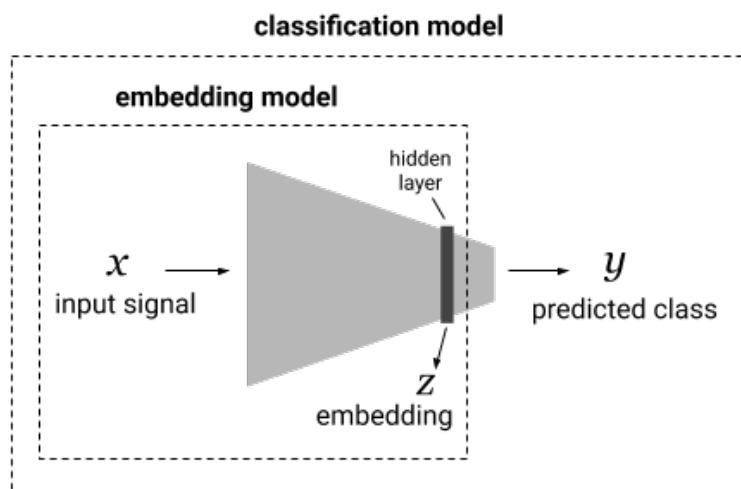 classification model
embedding model
hidden
layer
x
input signal
y
predicted class
z
embedding